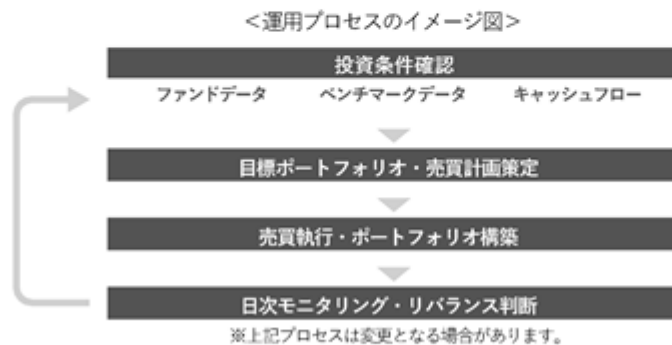 <運用プロセスのイメージ図>
投資条件確認
ファンドデータ ベンチマークデータ キャッシュフロー
目標ポートフォリオ・売買計画策定
売買執行・ポートフォリオ構築
日次モニタリング・リバランス判断
※上記プロセスは変更となる場合があります。